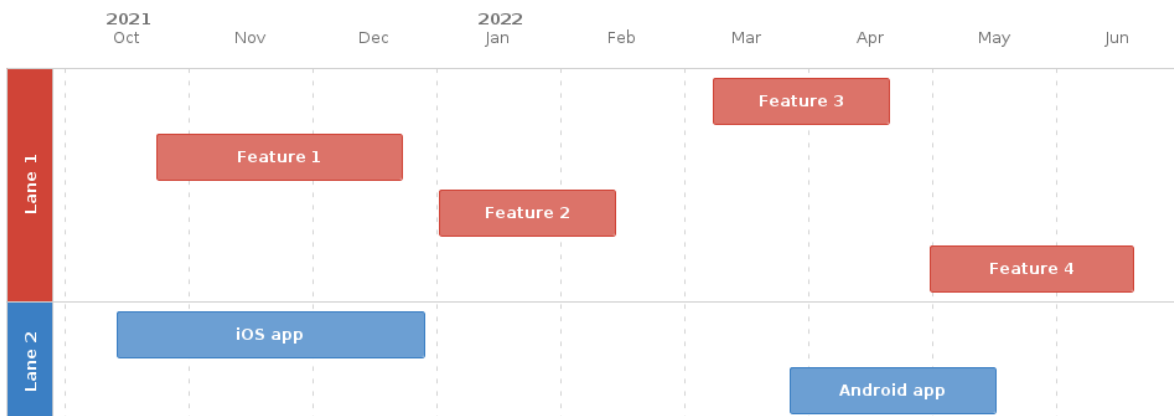 2021 2022
Oct Nov Dec Jan Feb Mar Apr May Jun
Lane 1
Feature 3
Feature 1
Feature 2
Feature 4
Lane 2
iOS app
Android app